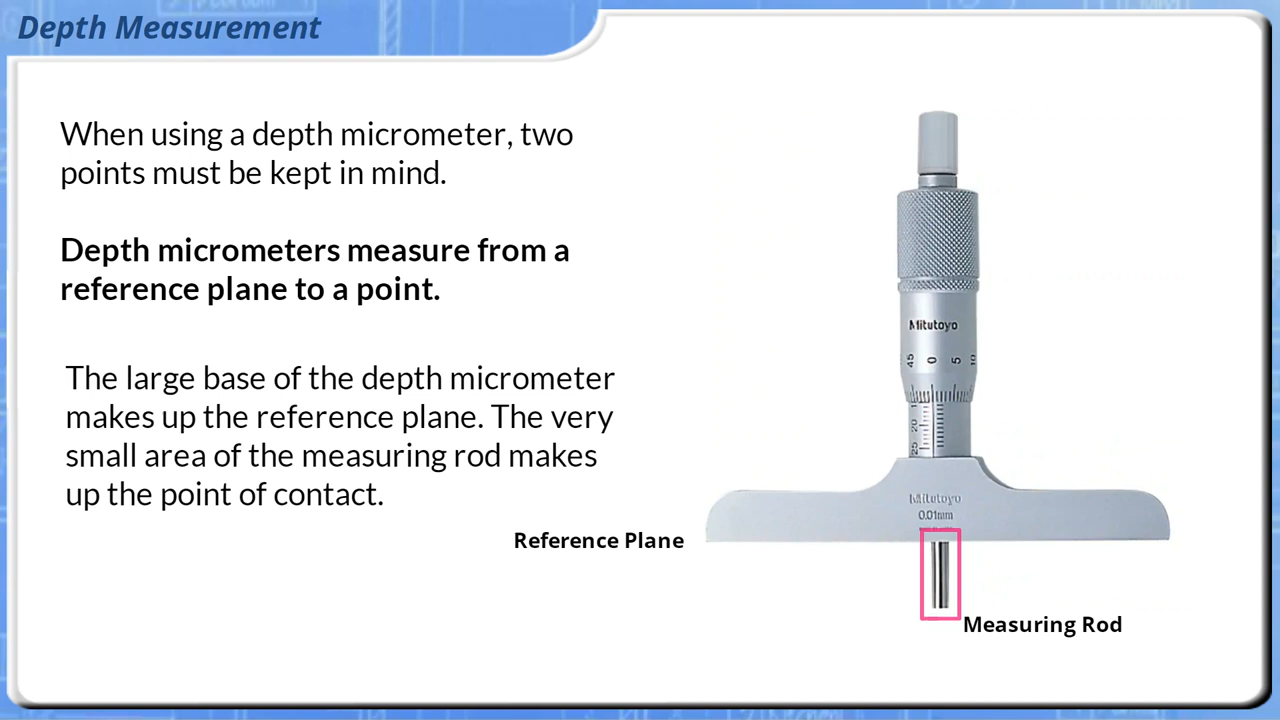 Depth Measurement
When using a depth micrometer, two
points must be kept in mind.
Depth micrometers measure from a
reference plane to a point.
The large base of the depth micrometer
makes up the reference plane. The very
small area of the measuring rod makes
up the point of contact.
Mitutoyo
45 0 5 10
20
25
Mitutoyo
0.01mm
Reference Plane
Measuring Rod